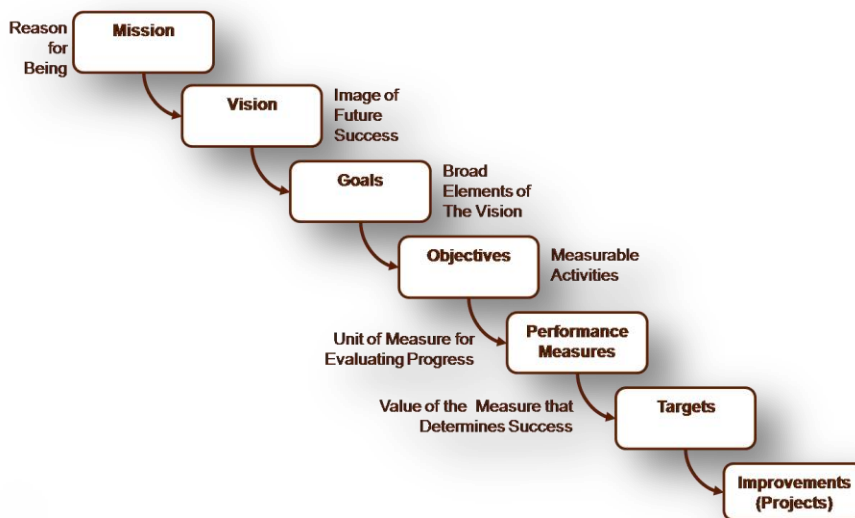 Reason
for
Being
Mission
Vision
Image of
Future
Success
Goals
Broad
Elements of
The Vision
Objectives
Measurable
Activities
Unit of Measure for
Evaluating Progress
Performance
Measures
Value of the Measure that
Determines Success
Targets
Improvements
(Projects)